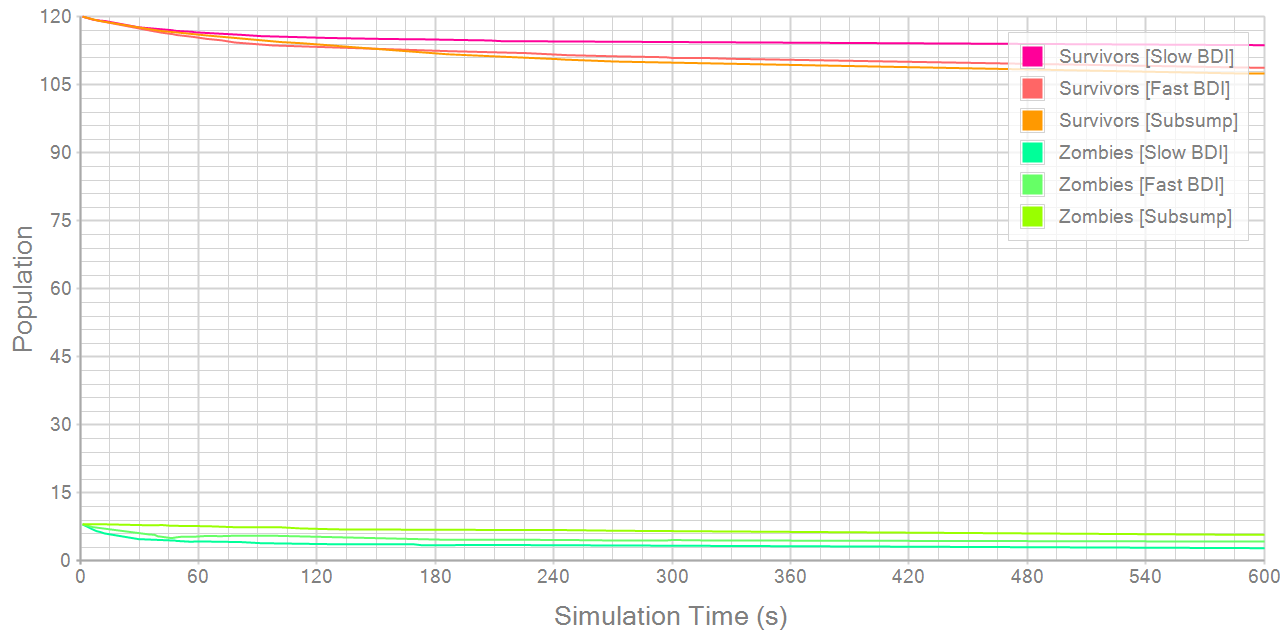 120
105
90
75
60
45
30
15
0
Population
0 60 120 180 240 300 360 420 480 540 600
Simulation Time (s)
Survivors [Slow BDI]
Survivors [Fast BDI]
Survivors [Subsump]
Zombies [Slow BDI]
Zombies [Fast BDI]
Zombies [Subsump]